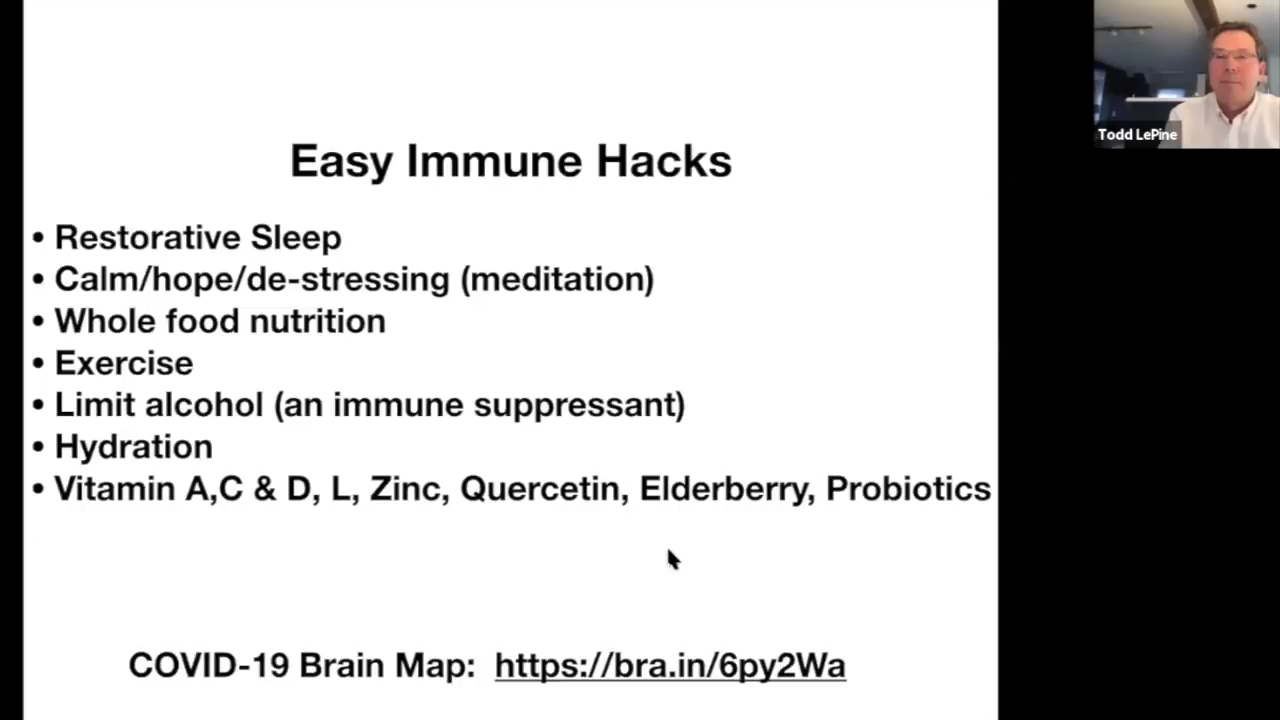 Easy Immune Hacks
• Restorative Sleep
• Calm/hope/de-stressing (meditation)
• Whole food nutrition
• Exercise
• Limit alcohol (an immune suppressant)
• Hydration
• Vitamin A,C & D, L, Zinc, Quercetin, Elderberry, Probiotics
COVID-19 Brain Map: https://bra.in/6py2Wa
Todd LePine